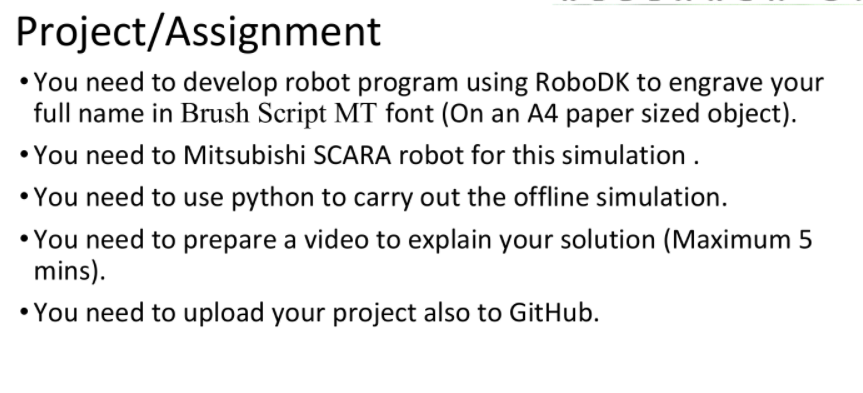 Project/Assignment
• You need to develop robot program using RoboDK to engrave your
full name in Brush Script MT font (On an A4 paper sized object).
• You need to Mitsubishi SCARA robot for this simulation .
• You need to use python to carry out the offline simulation.
• You need to prepare a video to explain your solution (Maximum 5
mins).
• You need to upload your project also to GitHub.